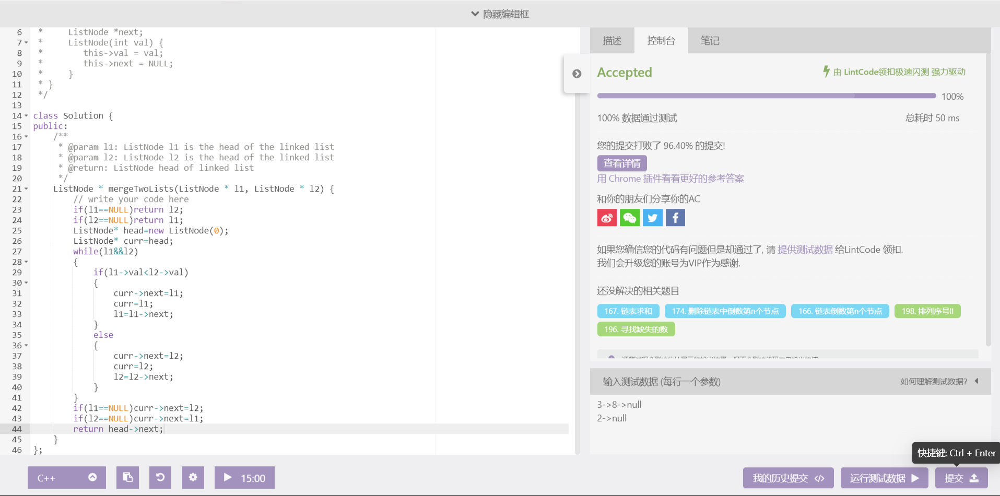 隐藏编辑框
6 *     ListNode *next;
7 *     ListNode(int val) {
8 *        this->val = val;
9 *        this->next = NULL;
10 *     }
11 * }
12 */
13
14 class Solution {
15 public:
16     /**
17      * @param l1: ListNode l1 is the head of the linked list
18      * @param l2: ListNode l2 is the head of the linked list
19      * @return: ListNode head of linked list
20      */
21     ListNode * mergeTwoLists(ListNode * l1, ListNode * l2) {
22         // write your code here
23         if(l1==NULL)return l2;
24         if(l2==NULL)return l1;
25         ListNode* head=new ListNode(0);
26         ListNode* curr=head;
27         while(l1&&l2)
28         {
29             if(l1->val<l2->val)
30             {
31                 curr->next=l1;
32                 curr=l1;
33                 l1=l1->next;
34             }
35             else
36             {
37                 curr->next=l2;
38                 curr=l2;
39                 l2=l2->next;
40             }
41         }
42         if(l1==NULL)curr->next=l2;
43         if(l2==NULL)curr->next=l1;
44         return head->next;
45     }
46 };
C++
15:00
描述 控制台 笔记
Accepted
由 LintCode领扣极速闪测 强力驱动
100%
100% 数据通过测试
总耗时 50 ms
您的提交打败了 96.40% 的提交!
查看详情
用 Chrome 插件看看更好的参考答案
和你的朋友们分享你的AC
如果您确信您的代码有问题但是却通过了, 请 提供测试数据 给LintCode 领扣.
我们会升级您的账号为VIP作为感谢.
还没解决的相关题目
167. 链表求和 174. 删除链表中倒数第n个节点 166. 链表倒数第n个节点 198. 排列序号II
196. 寻找缺失的数
输入测试数据 (每行一个参数)
如何理解测试数据?
3->8->null
2->null
快捷键: Ctrl + Enter
我的历史提交 </> 运行测试数据 提交